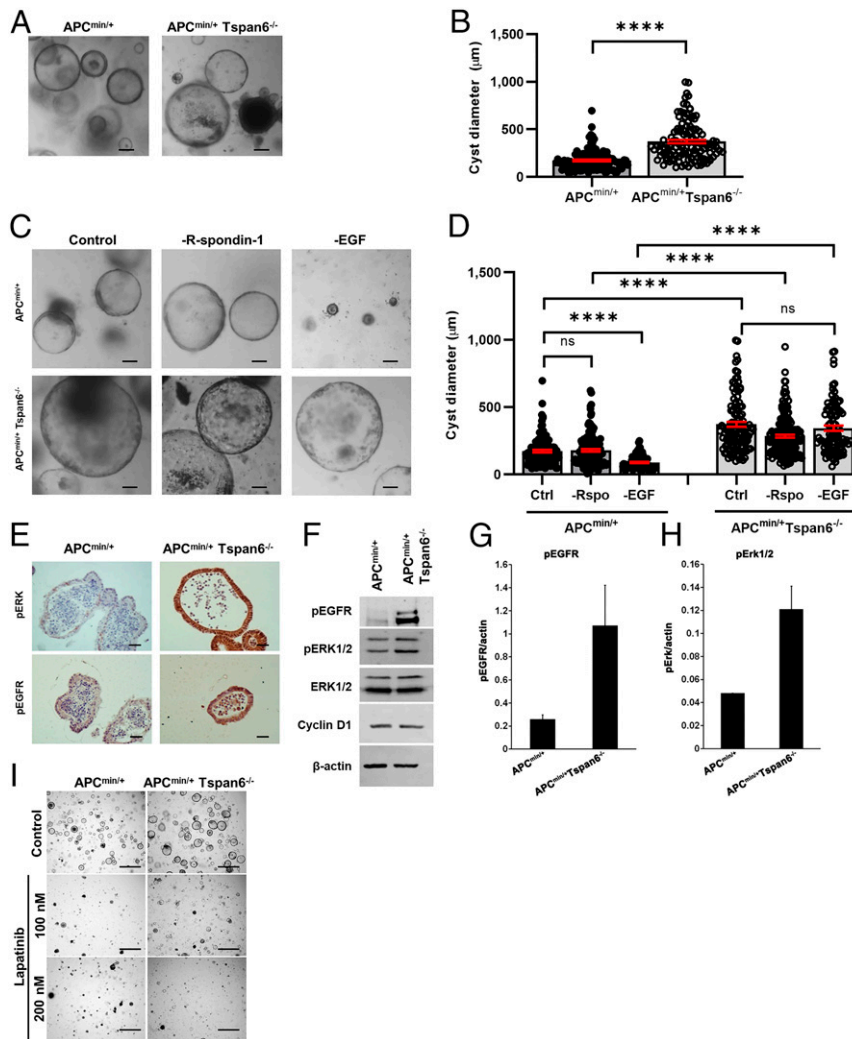 A
APCmin/+
APCmin/+ Tspan6-/-
B
****
Cyst diameter (μm)
1,000
500
0
APCmin/+
APCmin/+Tspan6-/-
C
Control
-R-spondin-1
-EGF
APCmin/+
APCmin/+ Tspan6-/-
D
****
****
****
****
ns
ns
Cyst diameter (μm)
1,500
1,000
500
0
Ctrl
-Rspo
-EGF
Ctrl
-Rspo
-EGF
APCmin/+
APCmin/+Tspan6-/-
E
APCmin/+
APCmin/+ Tspan6-/-
pERK
pEGFR
F
APCmin/+
APCmin/+
Tspan6-/-
pEGFR
pERK1/2
ERK1/2
Cyclin D1
β-actin
G
pEGFR
pEGFR/actin
1.6
1.4
1.2
1
0.8
0.6
0.4
0.2
0
APCmin/+
APCmin/+Tspan6-/-
H
pErk1/2
pErk/actin
0.16
0.14
0.12
0.1
0.08
0.06
0.04
0.02
0
APCmin/+
APCmin/+Tspan6-/-
I
APCmin/+
APCmin/+ Tspan6-/-
Control
Lapatinib
100 nM
200 nM